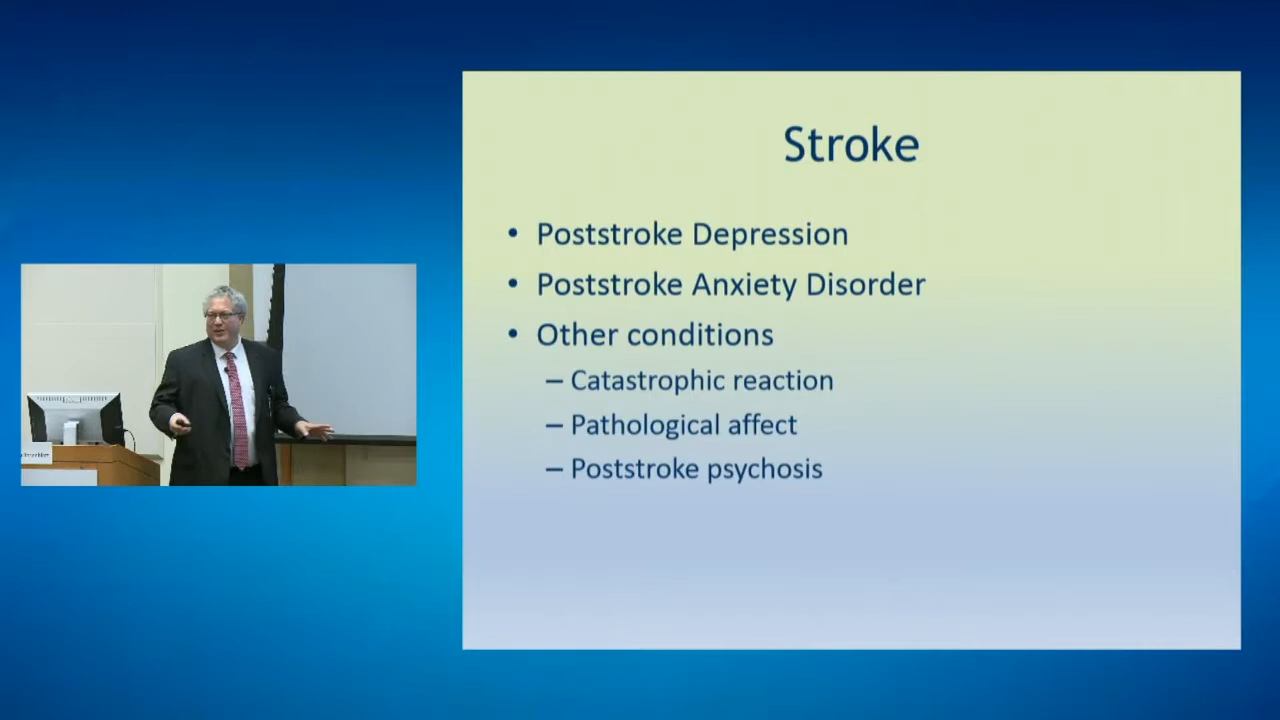 Stroke
• Poststroke Depression
• Poststroke Anxiety Disorder
• Other conditions
– Catastrophic reaction
– Pathological affect
– Poststroke psychosis